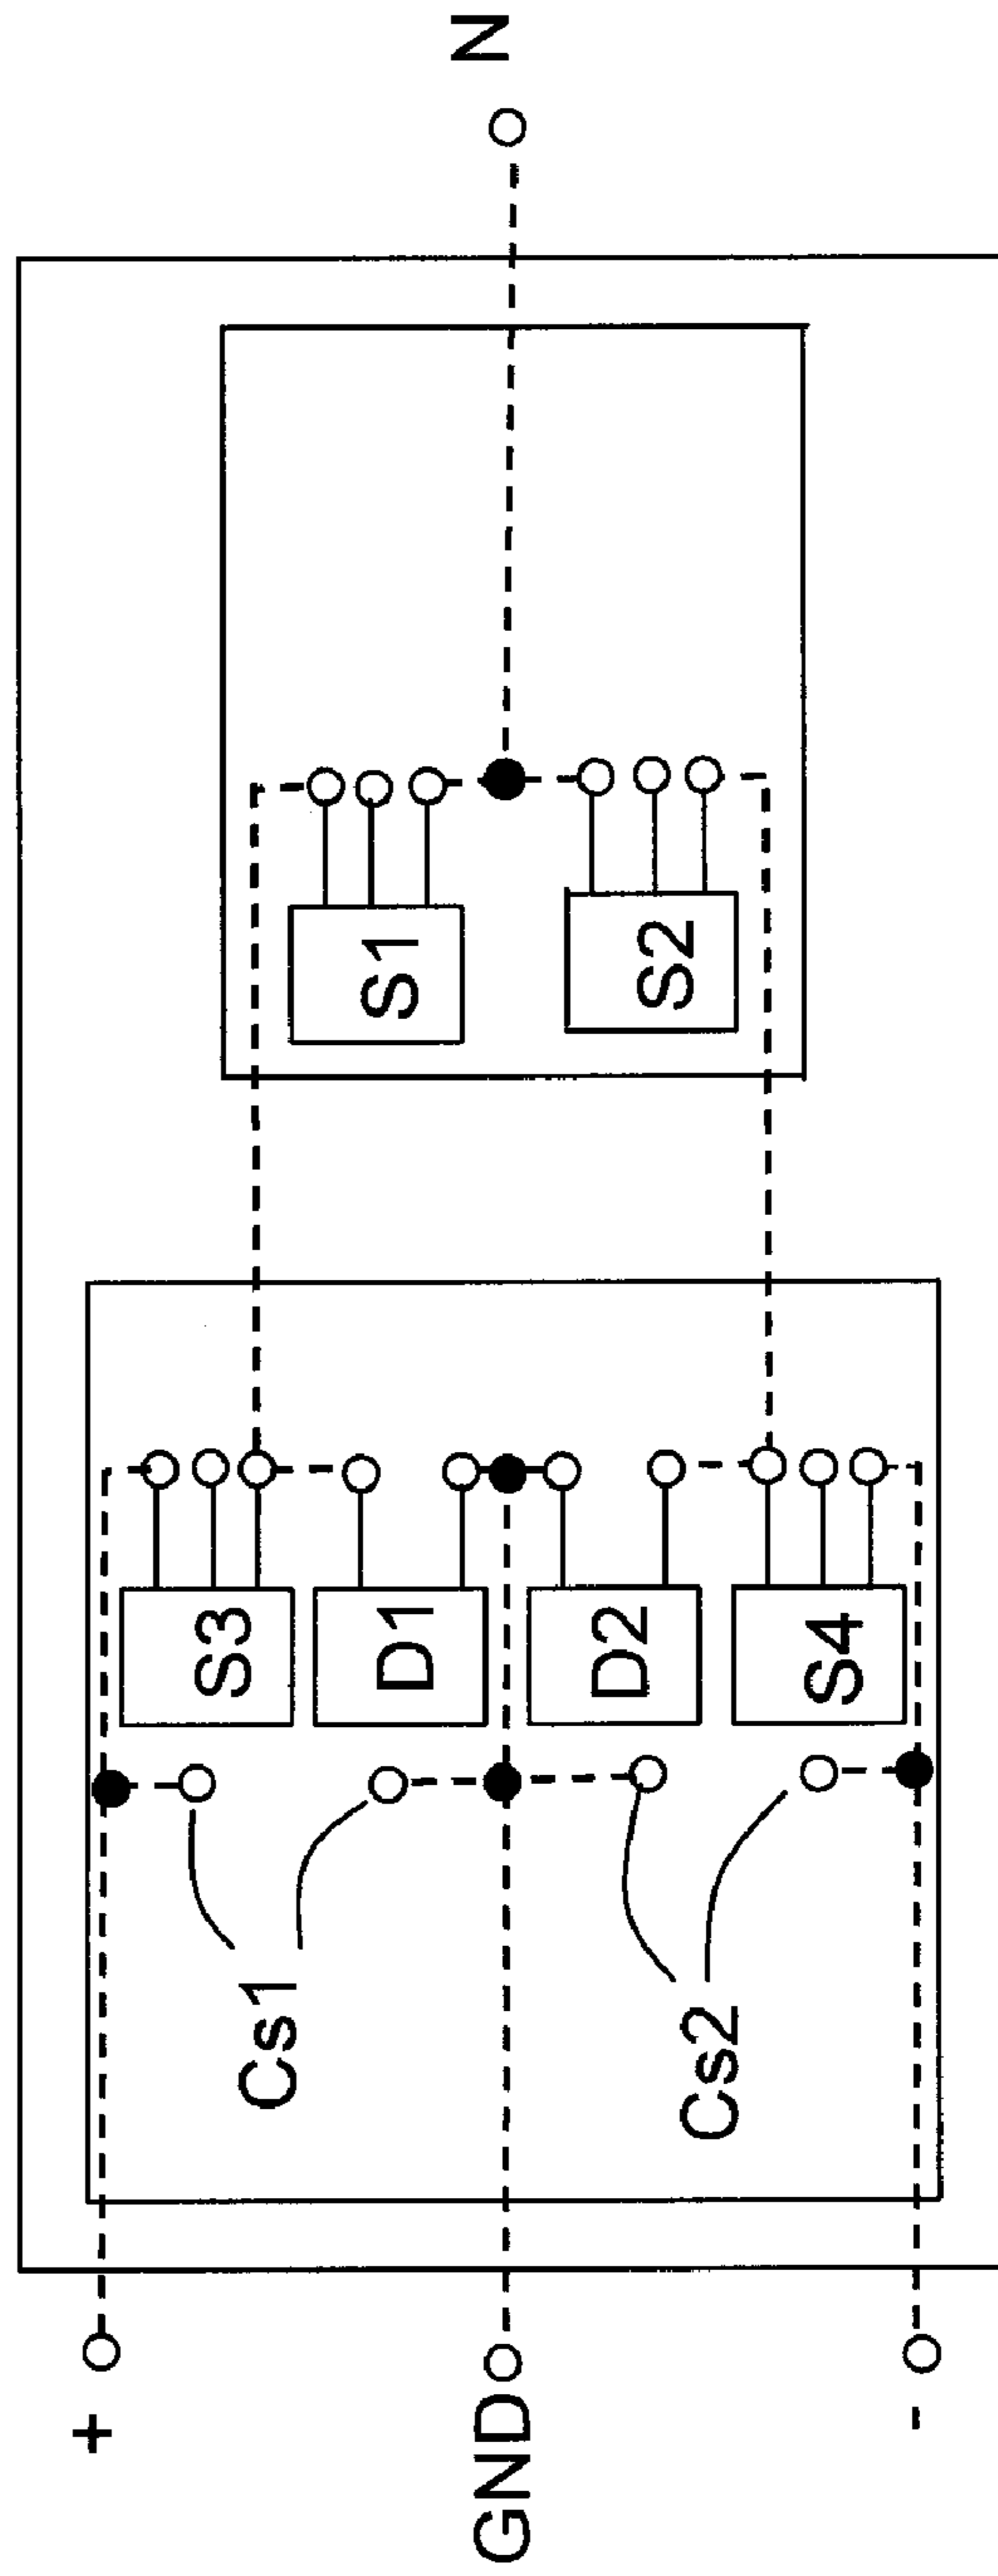 +
GND
-
Cs1
Cs2
S3
D1
D2
S4
S1
S2
N